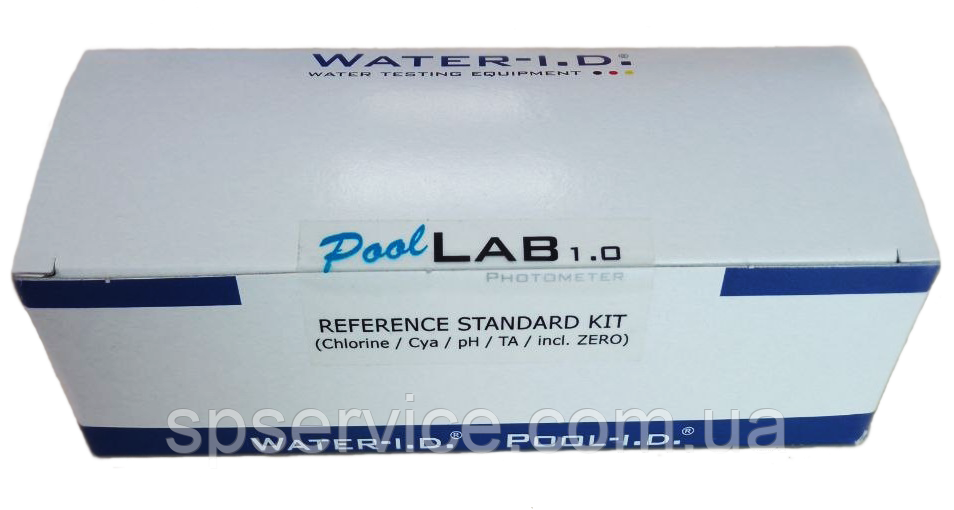 WATER-I.D.®
WATER TESTING EQUIPMENT
Pool LAB 1.0
PHOTOMETER
REFERENCE STANDARD KIT
(Chlorine / Cya / pH / TA / incl. ZERO)
spservice.com.ua
WATER-I.D.® POOL-I.D.®